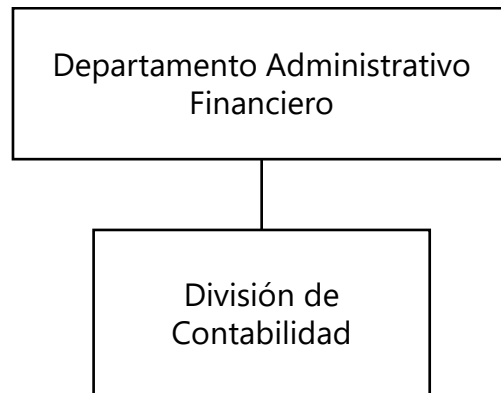 Departamento Administrativo
Financiero
División de
Contabilidad